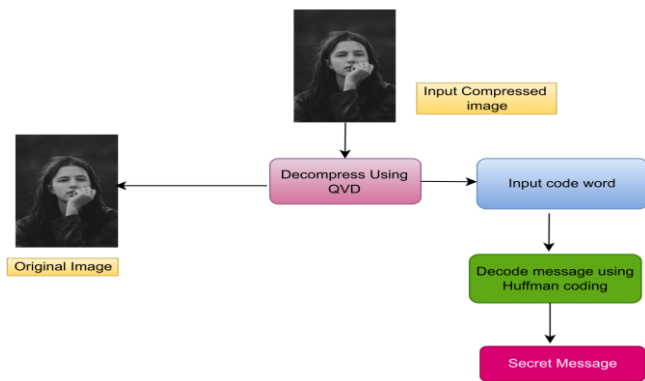 Input Compressed
image
Decompress Using
QVD
Input code word
Original Image
Decode message using
Huffman coding
Secret Message